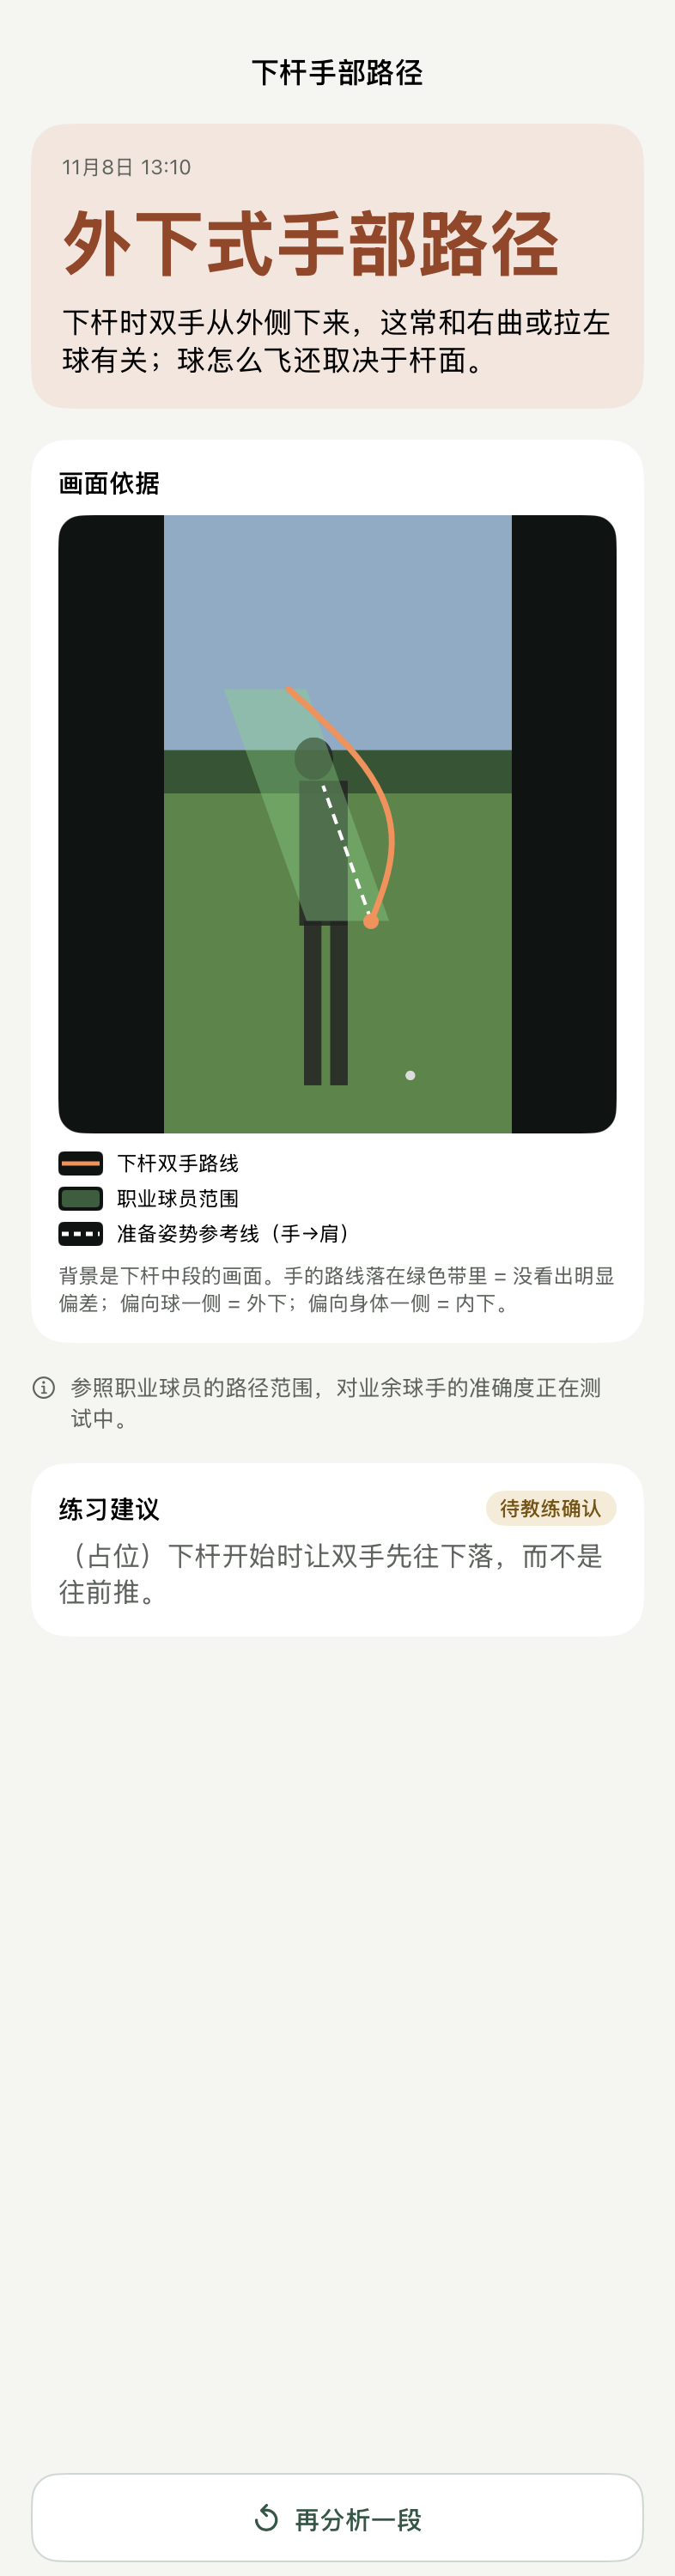 下杆手部路径
11月8日 13:10
外下式手部路径
下杆时双手从外侧下来，这常和右曲或拉左
球有关；球怎么飞还取决于杆面。
画面依据
下杆双手路线
职业球员范围
准备姿势参考线（手→肩）
背景是下杆中段的画面。手的路线落在绿色带里 = 没看出明显
偏差；偏向球一侧 = 外下；偏向身体一侧 = 内下。
参照职业球员的路径范围，对业余球手的准确度正在测
试中。
练习建议
待教练确认
（占位）下杆开始时让双手先往下落，而不是
往前推。
再分析一段